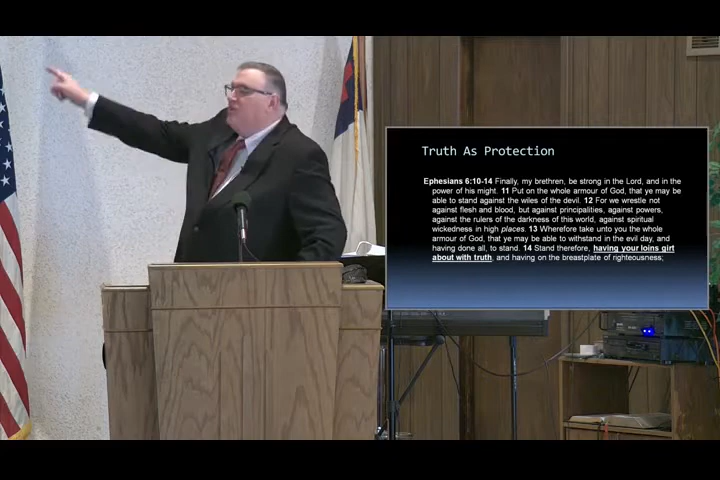 Truth As Protection
Ephesians 6:10-14 Finally, my brethren, be strong in the Lord, and in the
power of his might. 11 Put on the whole armour of God, that ye may be
able to stand against the wiles of the devil. 12 For we wrestle not
against flesh and blood, but against principalities, against powers,
against the rulers of the darkness of this world, against spiritual
wickedness in high places. 13 Wherefore take unto you the whole
armour of God, that ye may be able to withstand in the evil day, and
having done all, to stand. 14 Stand therefore, having your loins girt
about with truth, and having on the breastplate of righteousness;